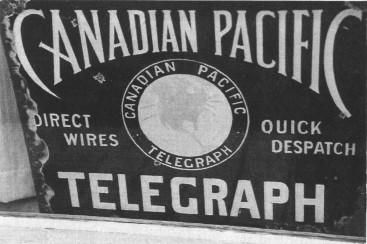 CANADIAN PACIFIC
CANADIAN PACIFIC
TELEGRAPH
DIRECT
WIRES
QUICK
DESPATCH
TELEGRAPH